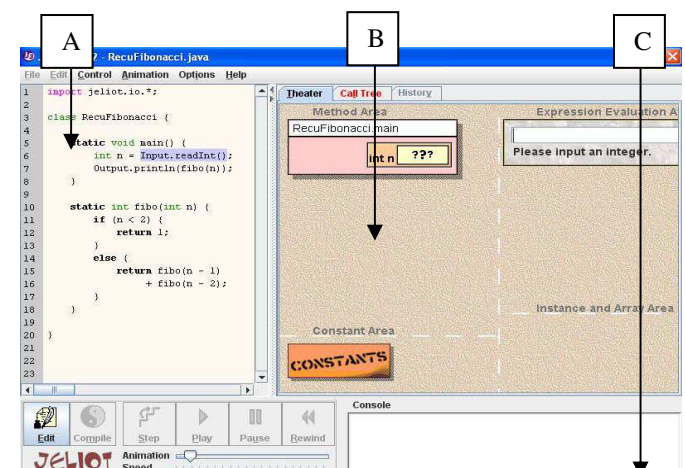 A
B
C
- RecuFibonacci.java
File Edit Control Animation Options Help
1 import jeliot.io.*;
2
3 class RecuFibonacci {
4
5 static void main() {
6 int n = Input.readInt();
7 Output.println(fibo(n));
8 }
9
10 static int fibo(int n) {
11 if (n < 2) {
12 return 1;
13 }
14 else {
15 return fibo(n - 1)
16 + fibo(n - 2);
17 }
18 }
19
20 }
21
22
23
Theater Call Tree History
Method Area
Expression Evaluation A
RecuFibonacci.main
int n ???
Please input an integer.
Instance and Array Area
Constant Area
CONSTANTS
Edit Compile Step Play Pause Rewind
Console
JELIOT
Animation
Speed